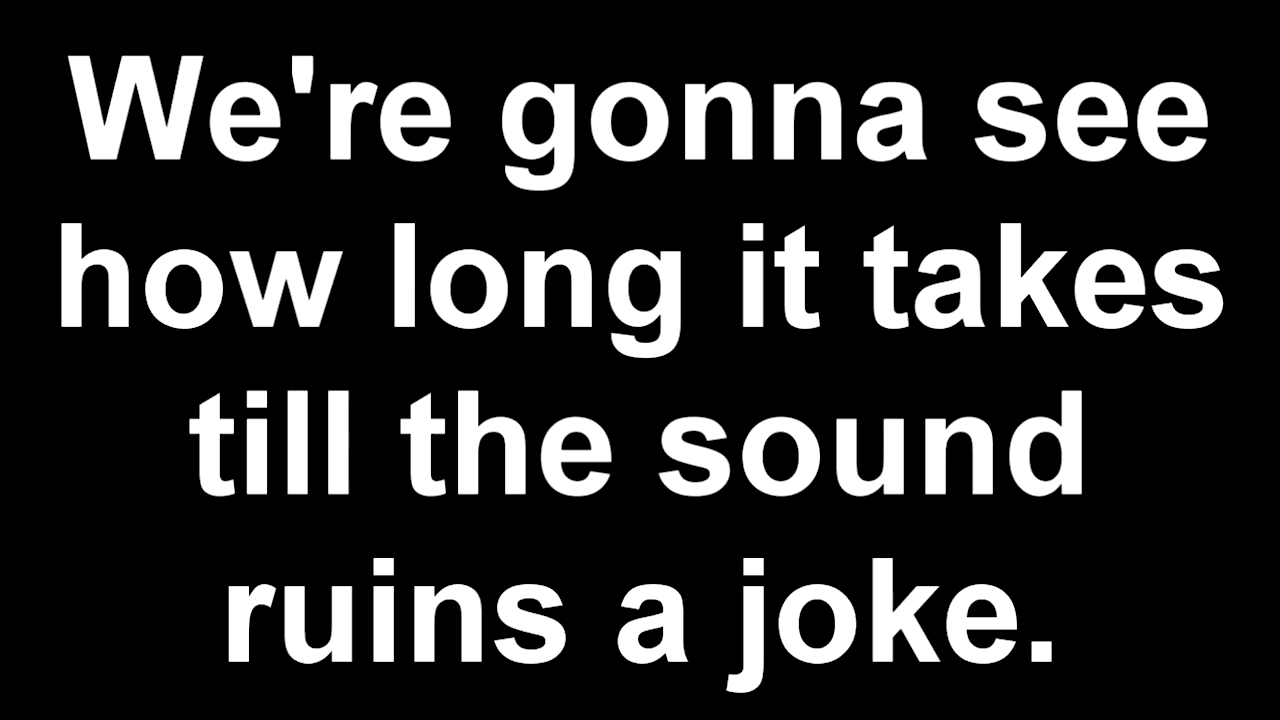 We're gonna see
how long it takes
till the sound
ruins a joke.